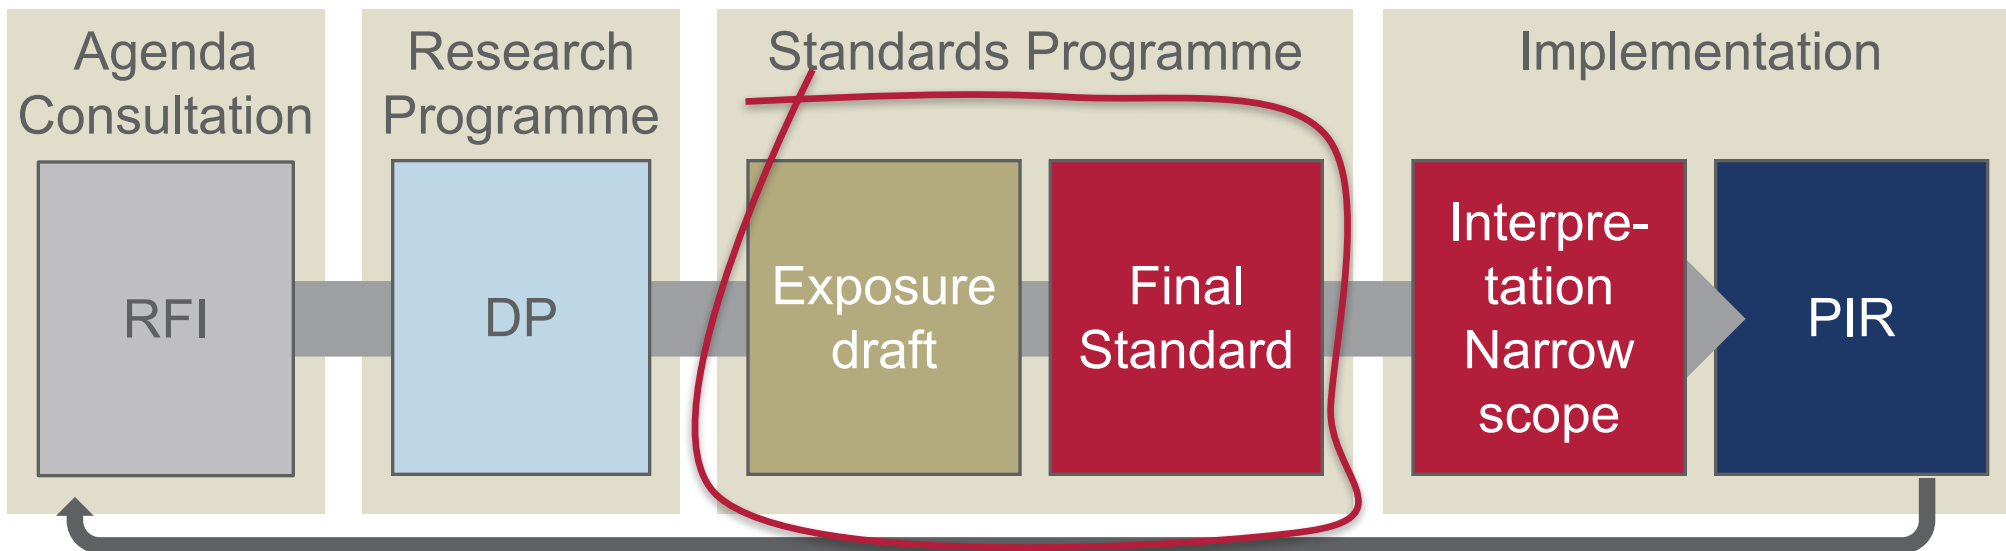 Agenda
Consultation
RFI
Research
Programme
DP
Standards Programme
Exposure
draft
Final
Standard
Implementation
Interpre-
tation
Narrow
scope
PIR